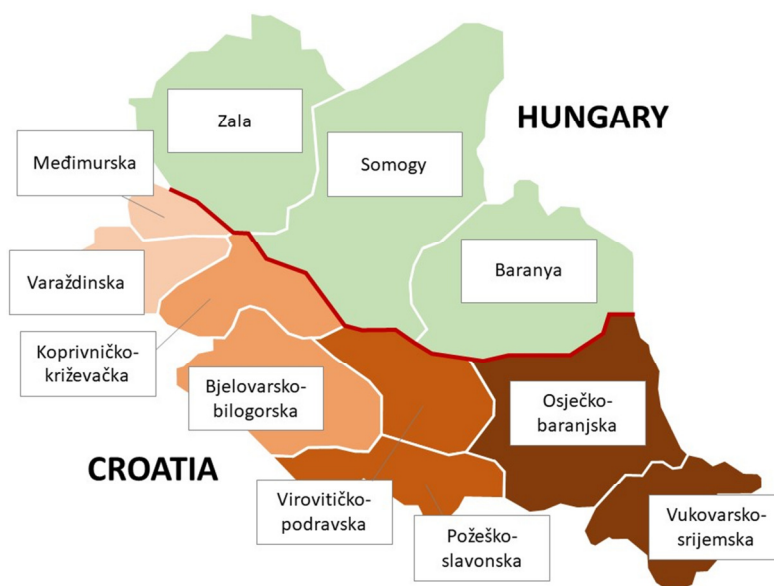 Zala
HUNGARY
Somogy
Međimurska
Varaždinska
Baranya
Koprivničko-
križevačka
Bjelovarsko-
bilogorska
Osječko-
baranjska
CROATIA
Virovitičko-
podravska
Požeško-
slavonska
Vukovarsko-
srijemska